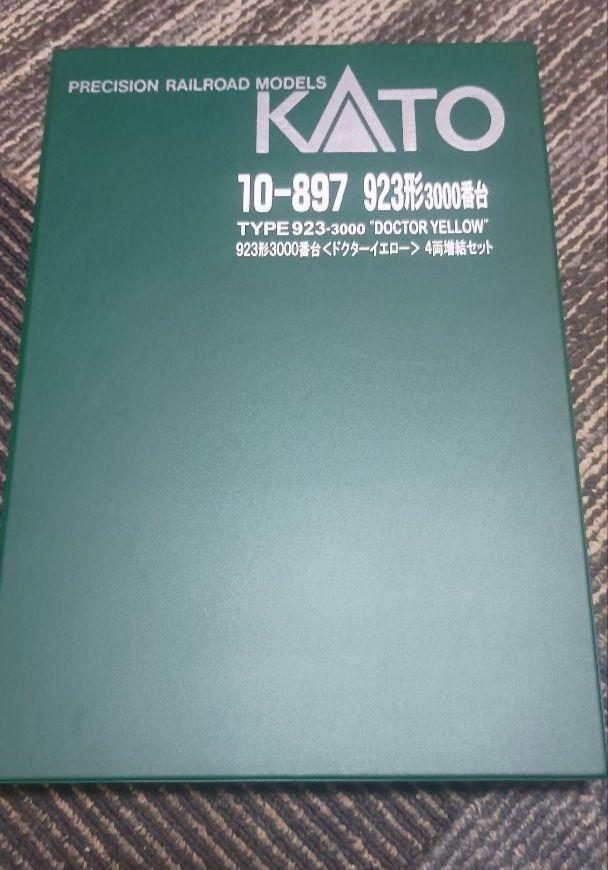 PRECISION RAILROAD MODELS
KATO
10-897 923形3000番台
TYPE 923-3000 "DOCTOR YELLOW"
923形3000番台<ドクターイエロー> 4両増結セット